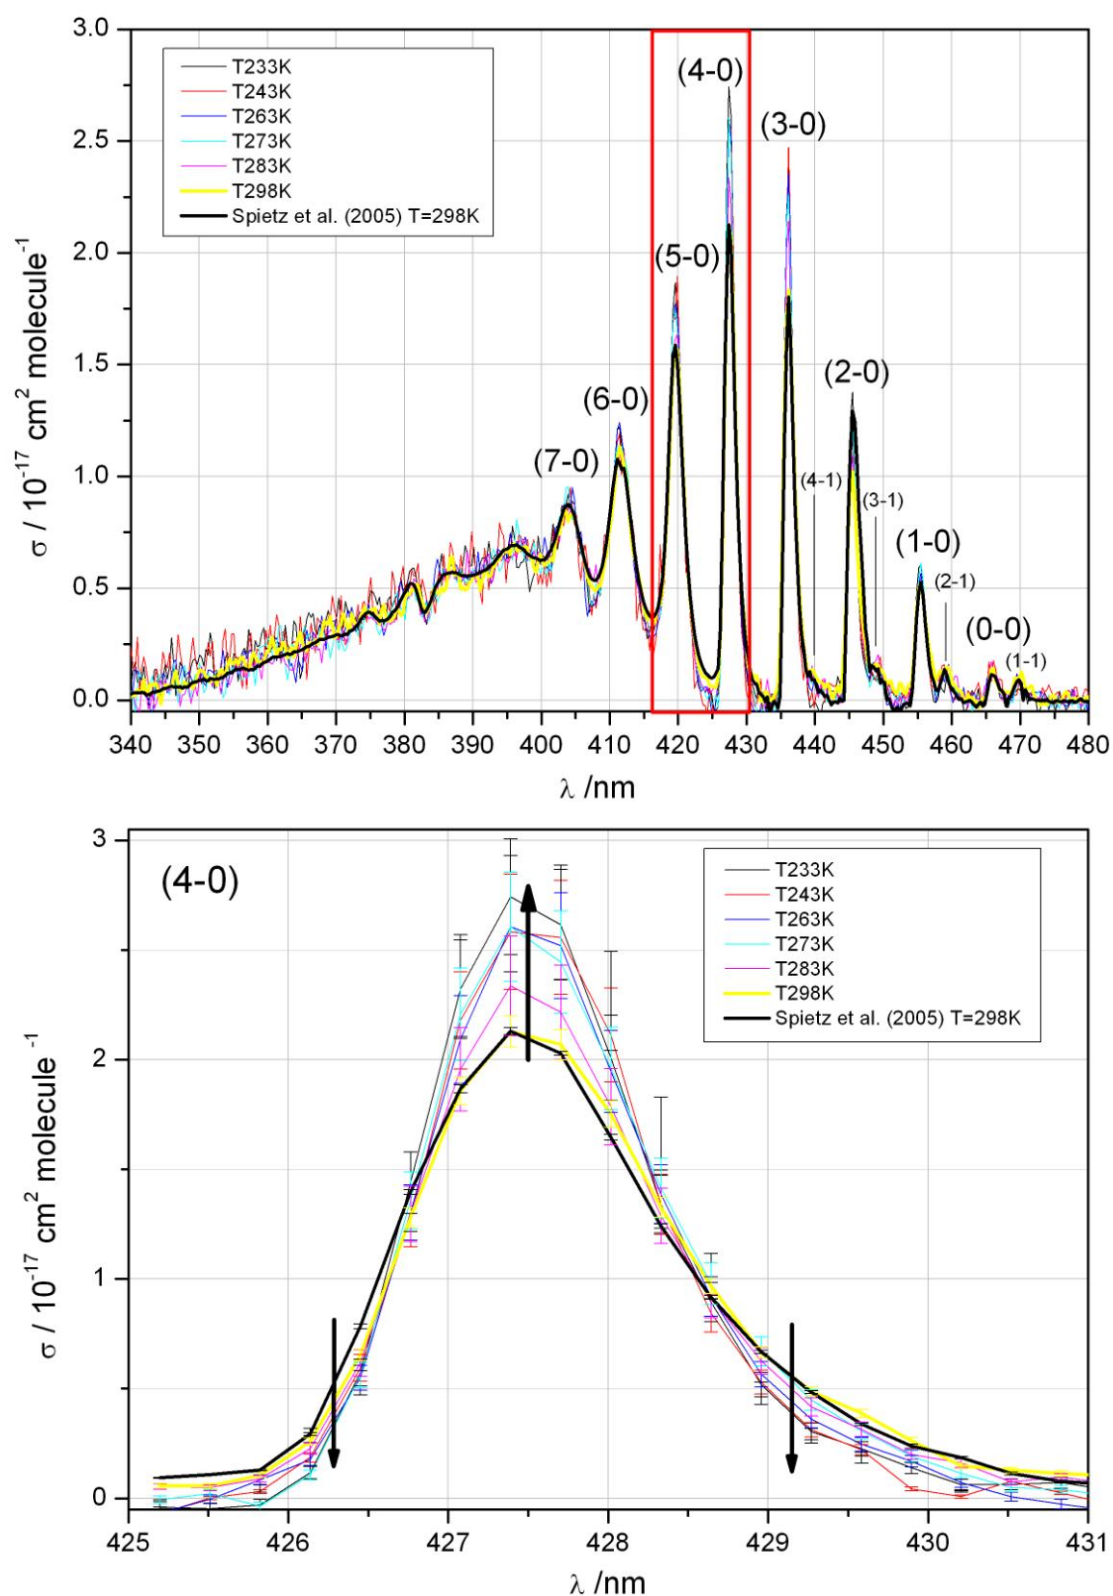 3.0
2.5
2.0
1.5
1.0
0.5
0.0
σ / 10⁻¹⁷ cm² molecule⁻¹
T233K
T243K
T263K
T273K
T283K
T298K
Spietz et al. (2005) T=298K
(4-0)
(3-0)
(5-0)
(2-0)
(6-0)
(7-0)
(4-1)
(3-1)
(1-0)
(2-1)
(0-0)
(1-1)
340 350 360 370 380 390 400 410 420 430 440 450 460 470 480
λ /nm
3
2
1
0
σ / 10⁻¹⁷ cm² molecule⁻¹
(4-0)
T233K
T243K
T263K
T273K
T283K
T298K
Spietz et al. (2005) T=298K
425 426 427 428 429 430 431
λ /nm